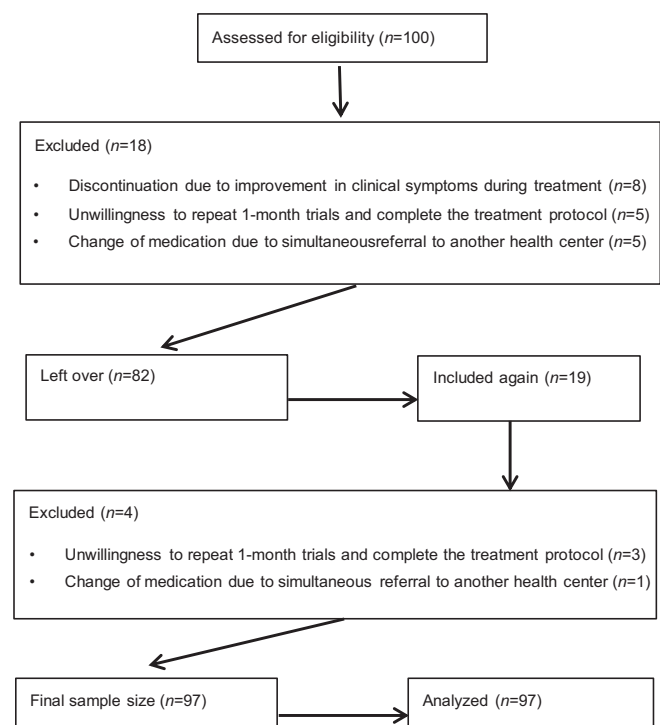 Assessed for eligibility (n=100)
Excluded (n=18)
• Discontinuation due to improvement in clinical symptoms during treatment (n=8)
• Unwillingness to repeat 1-month trials and complete the treatment protocol (n=5)
• Change of medication due to simultaneousreferral to another health center (n=5)
Left over (n=82)
Included again (n=19)
Excluded (n=4)
• Unwillingness to repeat 1-month trials and complete the treatment protocol (n=3)
• Change of medication due to simultaneous referral to another health center (n=1)
Final sample size (n=97)
Analyzed (n=97)